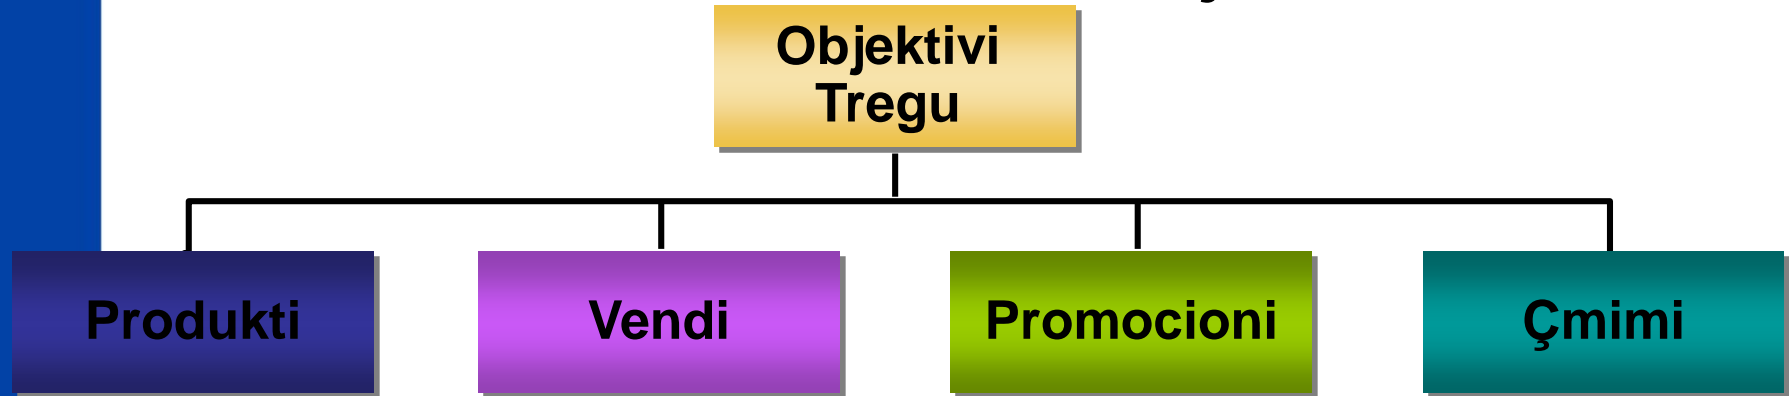 Objektivi
Tregu
Produkti
Vendi
Promocioni
Çmimi